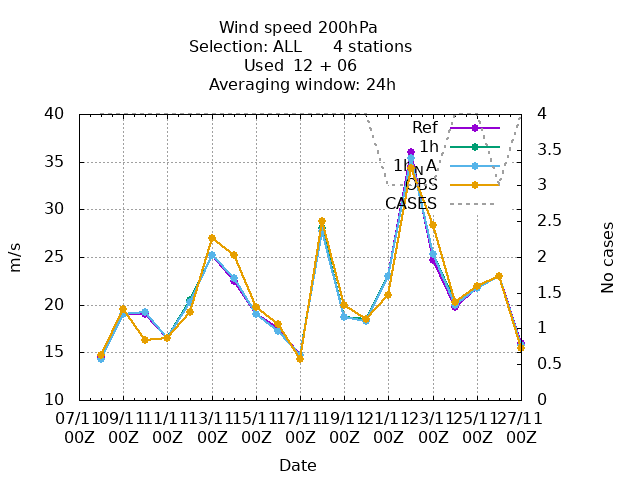 Wind speed 200hPa
Selection: ALL 4 stations
Used 12 + 06
Averaging window: 24h
40 4
Ref
1h
35 3.5
1h_N_A
OBS
3
CASES
30
2.5
25 2
20 1.5
1
15
0.5
10 0
m/s
No cases
07/11 09/11 11/11 13/11 15/11 17/11 19/11 21/11 23/11 25/11 27/11
00Z 00Z 00Z 00Z 00Z 00Z 00Z 00Z 00Z 00Z 00Z
Date